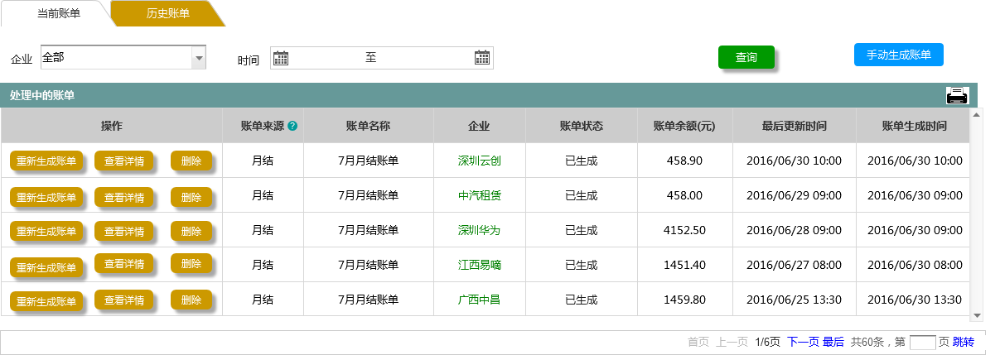 当前账单 历史账单
企业 全部 时间 至 查询 手动生成账单
处理中的账单
操作 账单来源 ? 账单名称 企业 账单状态 账单余额(元) 最后更新时间 账单生成时间
重新生成账单 查看详情 删除 月结 7月月结账单 深圳云创 已生成 458.90 2016/06/30 10:00 2016/06/30 10:00
重新生成账单 查看详情 删除 月结 7月月结账单 中汽租赁 已生成 458.00 2016/06/29 09:00 2016/06/30 09:00
重新生成账单 查看详情 删除 月结 7月月结账单 深圳华为 已生成 4152.50 2016/06/28 09:00 2016/06/30 09:00
重新生成账单 查看详情 删除 月结 7月月结账单 江西易嘀 已生成 1451.40 2016/06/27 08:00 2016/06/30 08:00
重新生成账单 查看详情 删除 月结 7月月结账单 广西中昌 已生成 1459.80 2016/06/25 13:30 2016/06/30 13:30
首页 上一页 1/6页 下一页 最后 共60条，第 页 跳转